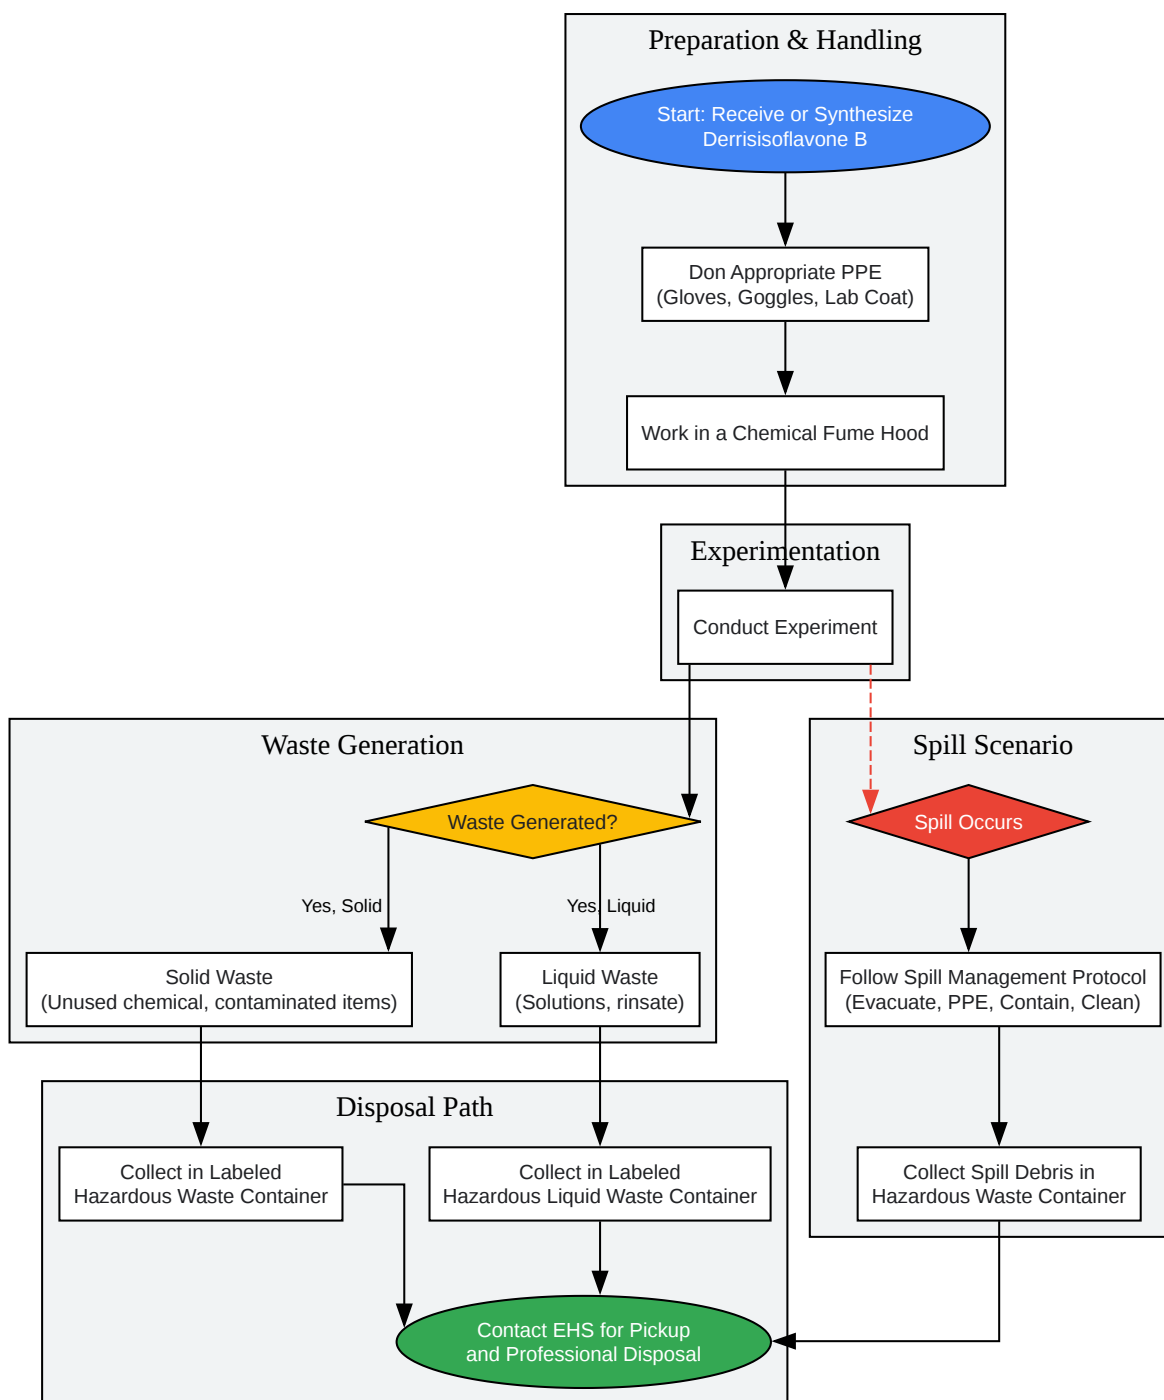 Preparation & Handling
Start: Receive or Synthesize
Derrisisoflavone B
Don Appropriate PPE
(Gloves, Goggles, Lab Coat)
Work in a Chemical Fume Hood
Experimentation
Conduct Experiment
Waste Generation
Waste Generated?
Yes, Solid
Yes, Liquid
Solid Waste
(Unused chemical, contaminated items)
Liquid Waste
(Solutions, rinsate)
Spill Scenario
Spill Occurs
Follow Spill Management Protocol
(Evacuate, PPE, Contain, Clean)
Collect Spill Debris in
Hazardous Waste Container
Disposal Path
Collect in Labeled
Hazardous Waste Container
Collect in Labeled
Hazardous Liquid Waste Container
Contact EHS for Pickup
and Professional Disposal